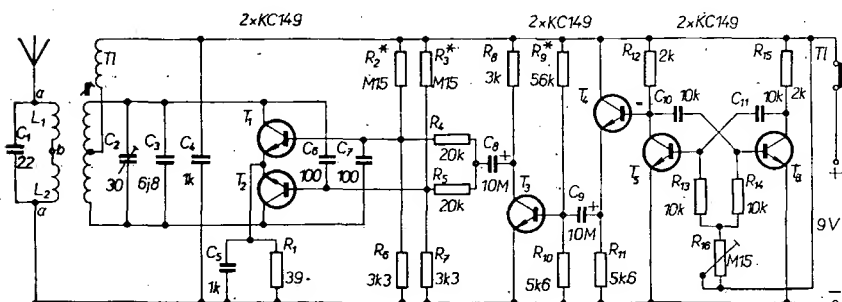 2×KC149
2×KC149
2×KC149
Tl
R2*
M15
R3*
M15
R8
3k
R9*
56k
R12
2k
R15
2k
Tl
a
L1
C1
22
b
L2
a
C2
30
C3
6j8
C4
1k
T1
T2
C6
100
C7
100
R4
20k
R5
20k
C8
+
10M
T3
C9
+
10M
T4
C10
10k
C11
10k
T5
T6
R13
10k
R14
10k
R16
M15
+
9V
–
C5
1k
R1
39
R6
3k3
R7
3k3
R10
5k6
R11
5k6